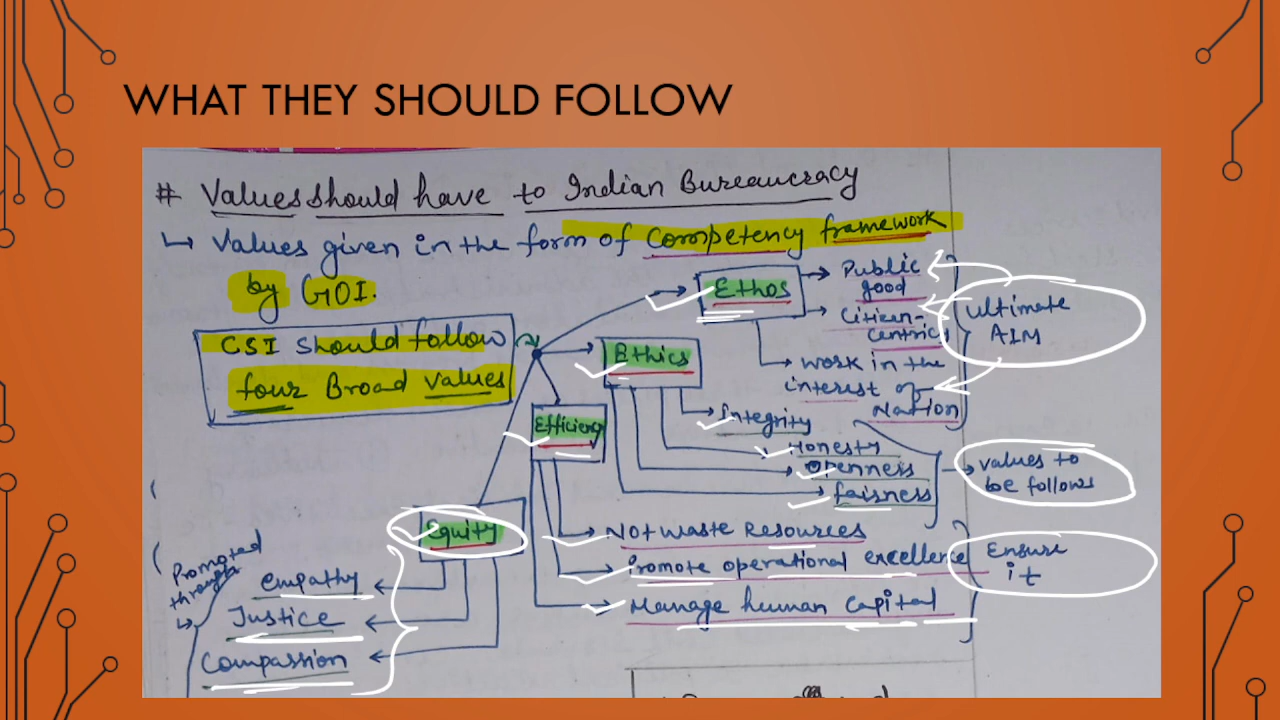 WHAT THEY SHOULD FOLLOW
# Values should have to Indian Bureaucracy
↳ Values given in the form of Competency framework
by GOI.
CSI should follow
four Broad values
Ethos
Public
good
Citizen-
centric
work in the
interest of
Nation
ultimate
AIM
Ethics
Integrity
Honesty
openness
fairness
values to
be follows
Efficiency
Not waste Resources
Promote operational excellence
Manage human Capital
Ensure
it
Equity
Promoted
through
empathy
Justice
Compassion